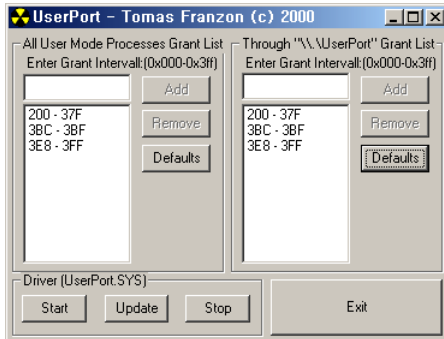 UserPort - Tomas Franzon (c) 2000
All User Mode Processes Grant List
Enter Grant Intervall:(0x000-0x3ff)
Add
200 - 37F
3BC - 3BF
3E8 - 3FF
Remove
Defaults
Through "\\.\UserPort" Grant List
Enter Grant Intervall:(0x000-0x3ff)
Add
200 - 37F
3BC - 3BF
3E8 - 3FF
Remove
Defaults
Driver (UserPort.SYS)
Start
Update
Stop
Exit